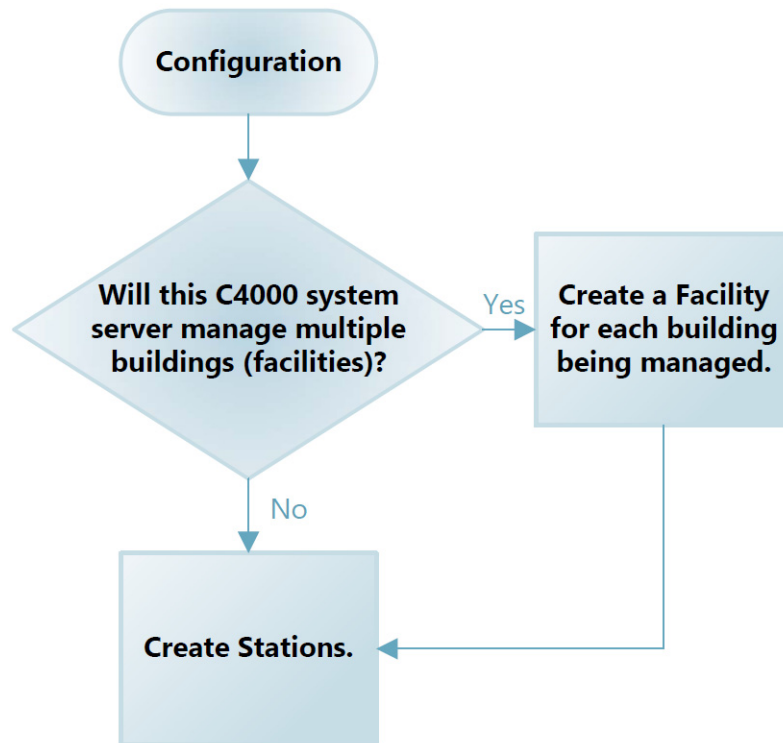 Configuration
Will this C4000 system
server manage multiple
buildings (facilities)?
Yes
Create a Facility
for each building
being managed.
No
Create Stations.